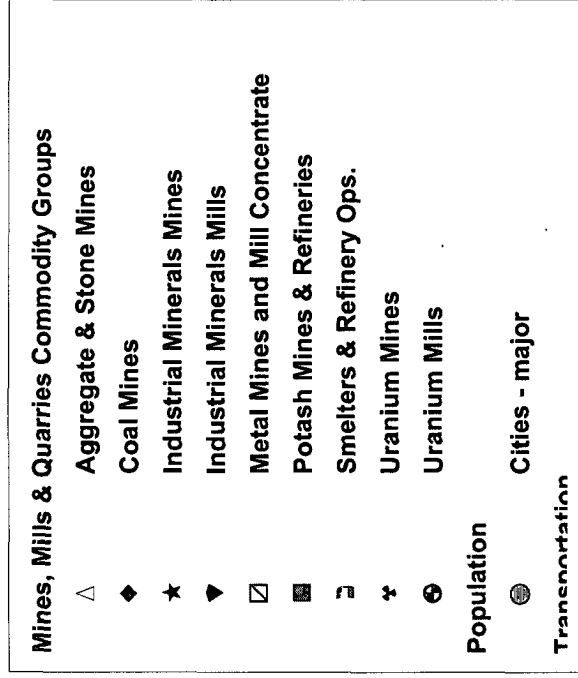 Mines, Mills & Quarries Commodity Groups
Aggregate & Stone Mines
Coal Mines
Industrial Minerals Mines
Industrial Minerals Mills
Metal Mines and Mill Concentrate
Potash Mines & Refineries
Smelters & Refinery Ops.
Uranium Mines
Uranium Mills
Population
Cities - major
Transportation